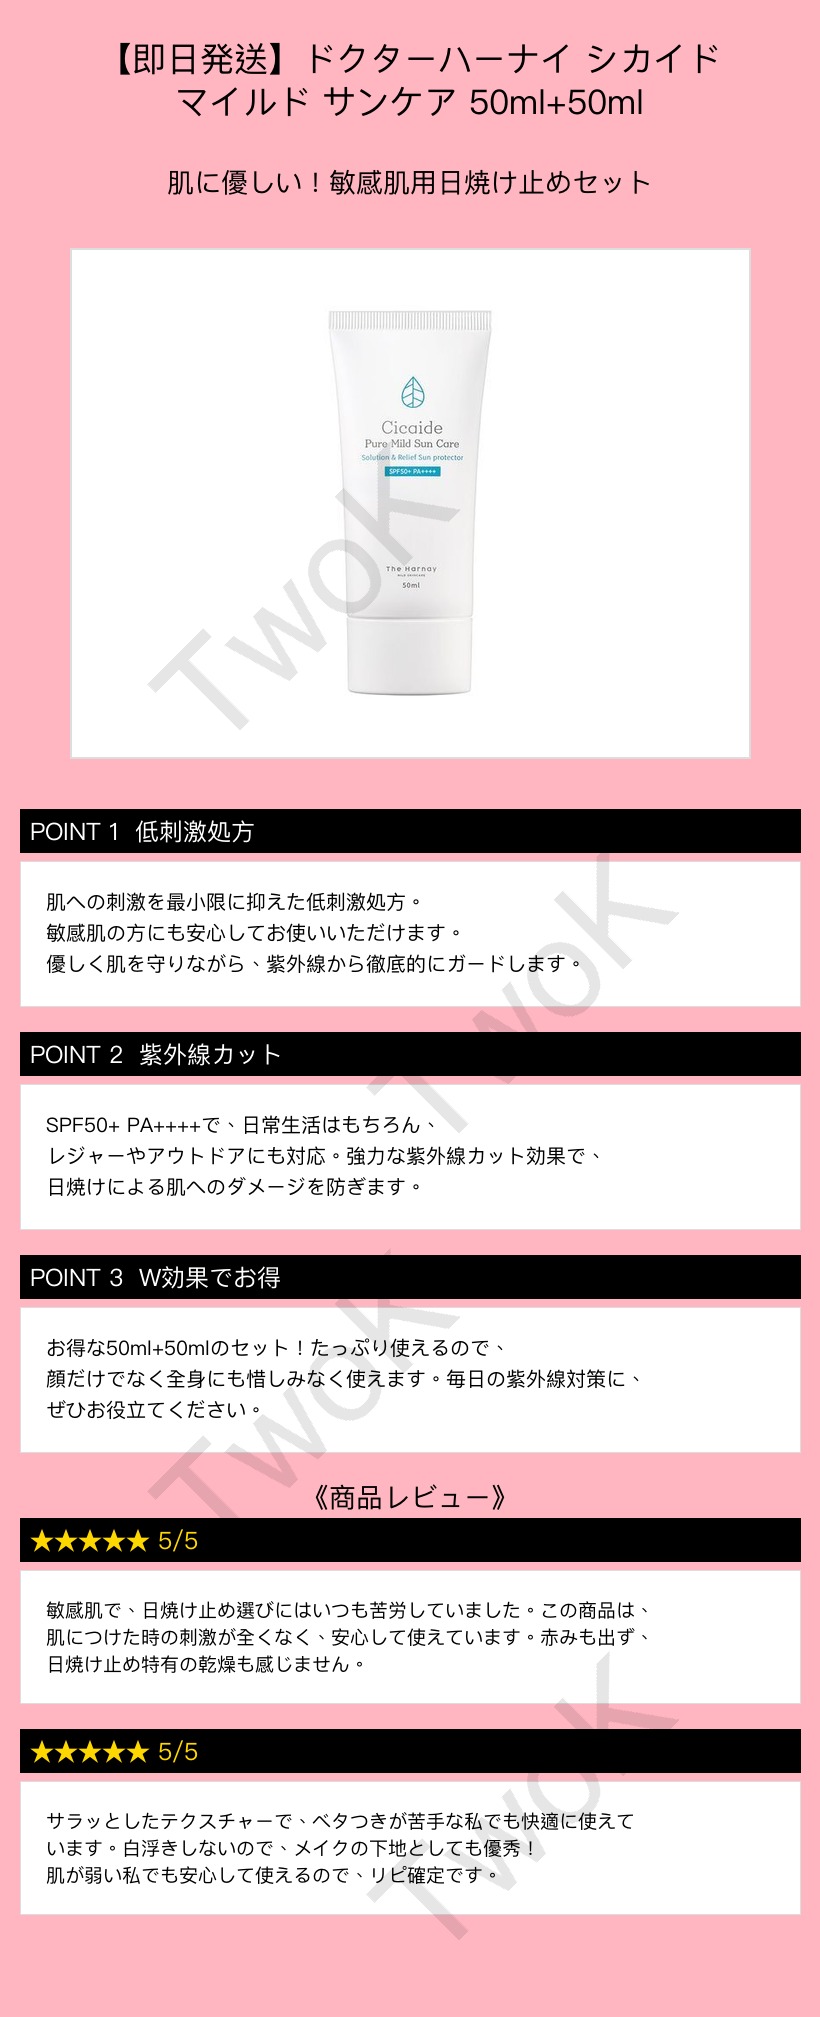 【即日発送】ドクターハーナイ シカイド
マイルド サンケア 50ml+50ml
肌に優しい！敏感肌用日焼け止めセット
Cicaide
Pure Mild Sun Care
Solution & Relief Sun protector
SPF50+ PA++++
The Harnay
MILD SKINCARE
50ml
TwoK
POINT 1 低刺激処方
肌への刺激を最小限に抑えた低刺激処方。
敏感肌の方にも安心してお使いいただけます。
優しく肌を守りながら、紫外線から徹底的にガードします。
TwoK
POINT 2 紫外線カット
SPF50+ PA++++で、日常生活はもちろん、
レジャーやアウトドアにも対応。強力な紫外線カット効果で、
日焼けによる肌へのダメージを防ぎます。
POINT 3 W効果でお得
お得な50ml+50mlのセット！たっぷり使えるので、
顔だけでなく全身にも惜しみなく使えます。毎日の紫外線対策に、
ぜひお役立てください。
TwoK
《商品レビュー》
★★★★★ 5/5
敏感肌で、日焼け止め選びにはいつも苦労していました。この商品は、
肌につけた時の刺激が全くなく、安心して使えています。赤みも出ず、
日焼け止め特有の乾燥も感じません。
★★★★★ 5/5
サラッとしたテクスチャーで、ベタつきが苦手な私でも快適に使えて
います。白浮きしないので、メイクの下地としても優秀！
肌が弱い私でも安心して使えるので、リピ確定です。
TwoK